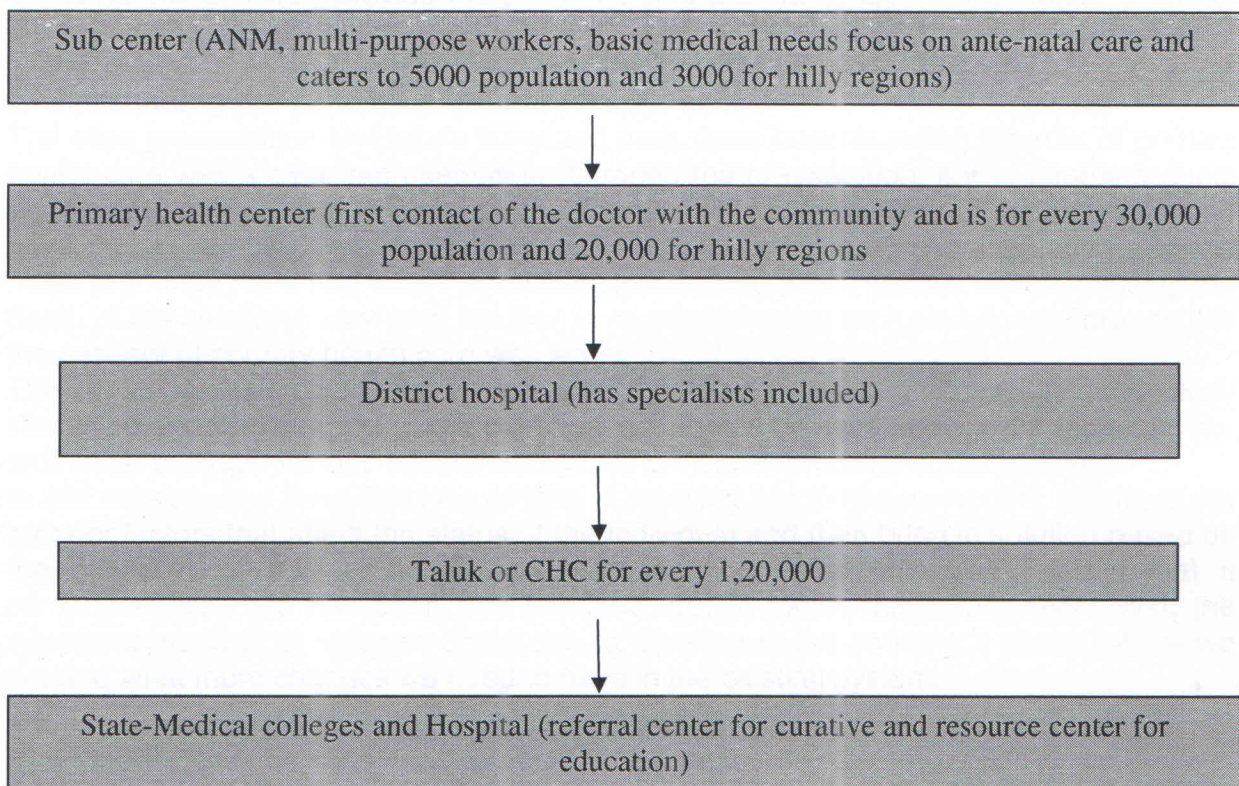 Sub center (ANM, multi-purpose workers, basic medical needs focus on ante-natal care and
caters to 5000 population and 3000 for hilly regions)
Primary health center (first contact of the doctor with the community and is for every 30,000
population and 20,000 for hilly regions
District hospital (has specialists included)
Taluk or CHC for every 1,20,000
State-Medical colleges and Hospital (referral center for curative and resource center for
education)